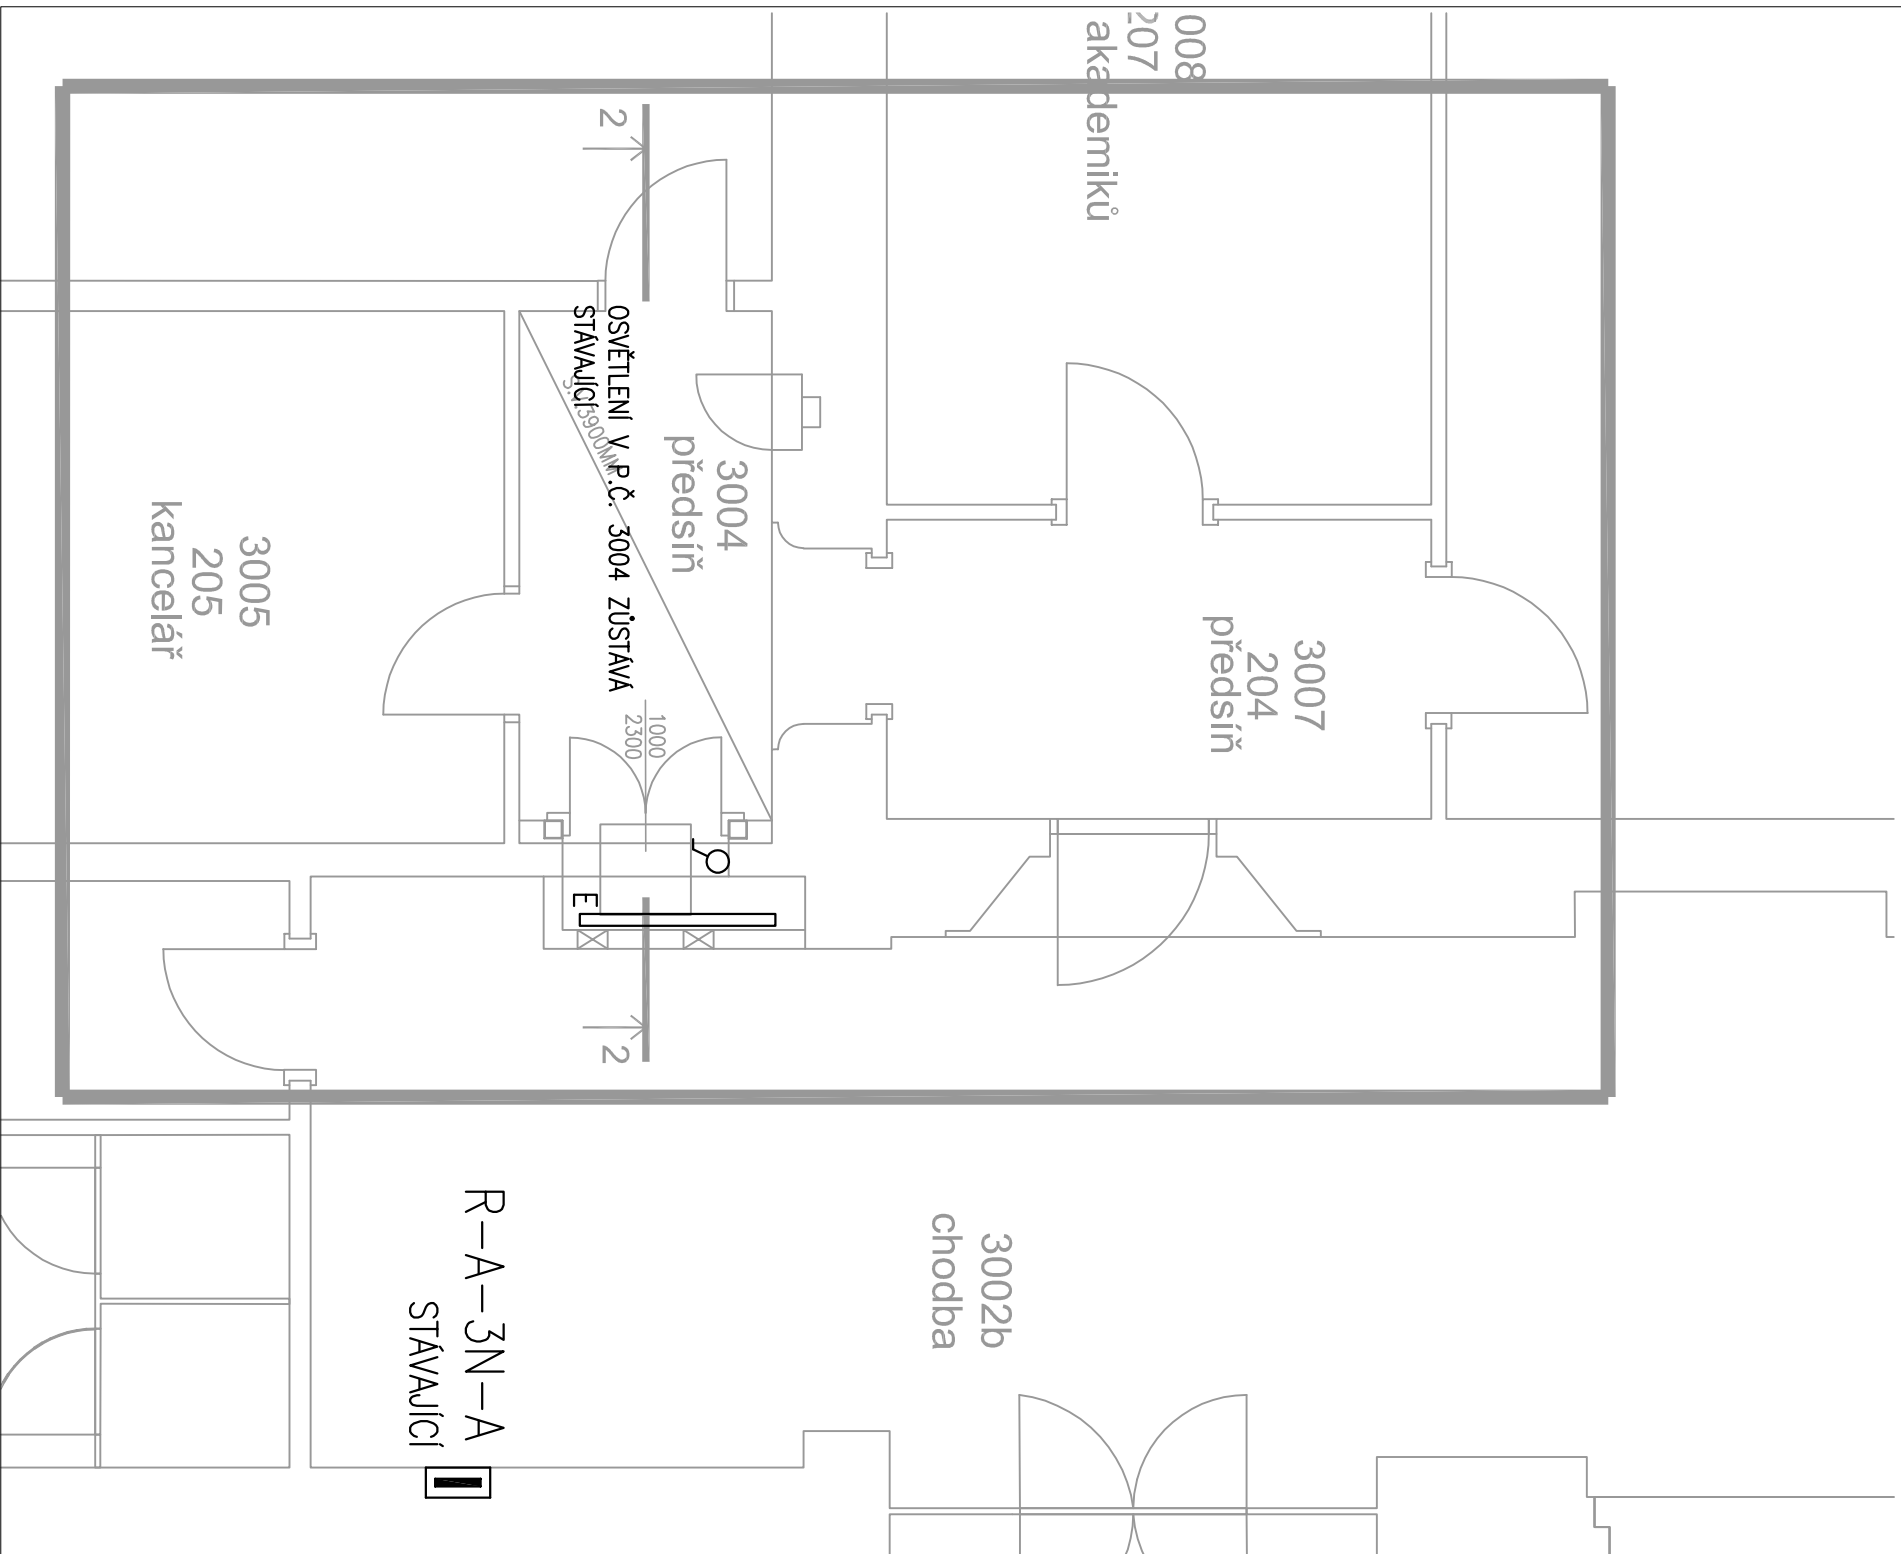 008
207
akademiků
2
OSVĚTLENÍ V P.Č. 3004 ZŮSTÁVÁ
STÁVAJÍCÍ
3004
předsíň
3005
205
kancelář
3007
204
předsíň
1000
2300
E
2
R-A-3N-A
STÁVAJÍCÍ
3002b
chodba